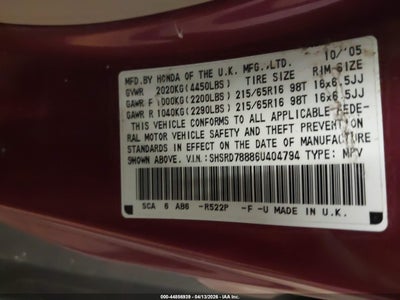 MFD.BY HONDA OF THE U.K. MFG.,LTD. 10/'05
GVWR 2020KG(4450LBS) TIRE SIZE RIM SIZE
GAWR F 1000KG(2200LBS) 215/65R16 98T 16x6.5JJ
GAWR R 1040KG(2290LBS) 215/65R16 98T 16x6.5JJ
THIS VEHICLE CONFORMS TO ALL APPLICABLE FEDE-
RAL MOTOR VEHICLE SAFETY AND THEFT PREVENTION
STANDARDS IN EFFECT ON THE DATE OF MANUFACTURE
SHOWN ABOVE. V.I.N.:SHSRD78886U404794 TYPE: MPV
SCA 6 AB6 -R522P -F -U MADE IN U.K.
000-44858939 - 04/13/2026 - IAA Inc.